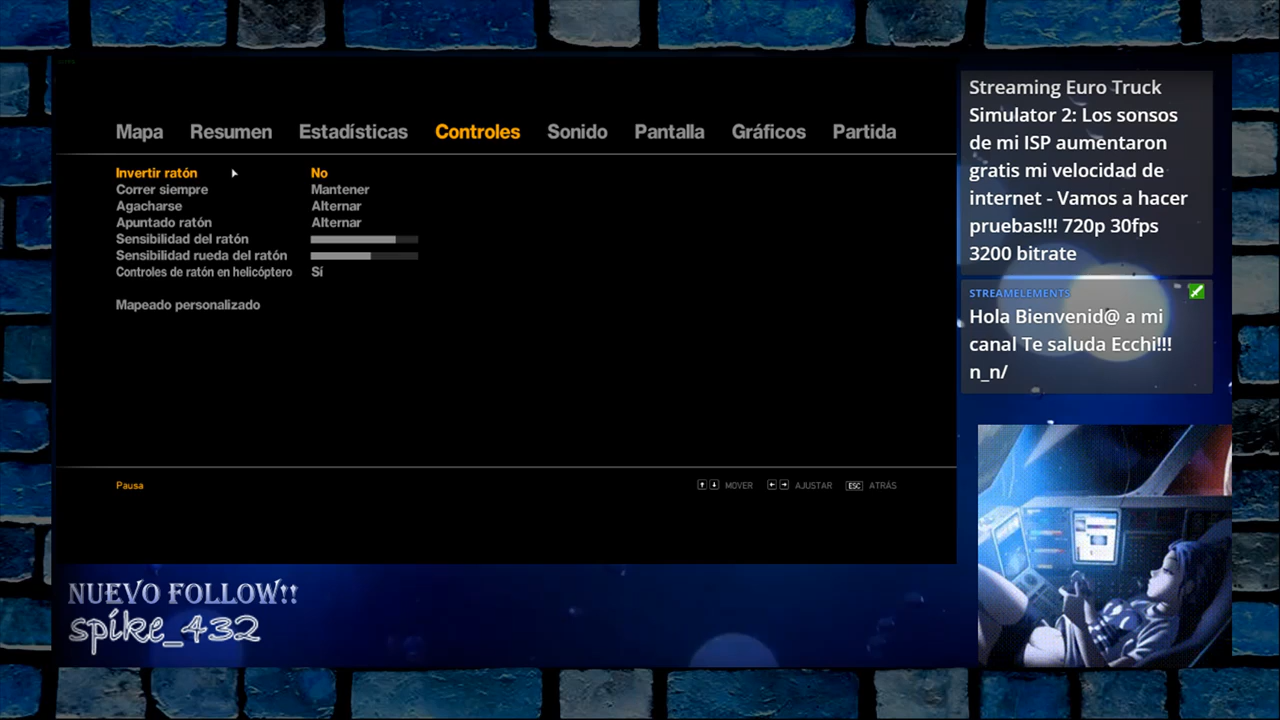 Mapa Resumen Estadísticas Controles Sonido Pantalla Gráficos Partida
Invertir ratón No
Correr siempre Mantener
Agacharse Alternar
Apuntado ratón Alternar
Sensibilidad del ratón
Sensibilidad rueda del ratón
Controles de ratón en helicóptero Sí
Mapeado personalizado
Pausa
MOVER AJUSTAR ESC ATRÁS
Streaming Euro Truck
Simulator 2: Los sonsos
de mi ISP aumentaron
gratis mi velocidad de
internet - Vamos a hacer
pruebas!!! 720p 30fps
3200 bitrate
STREAMELEMENTS
Hola Bienvenid@ a mi
canal Te saluda Ecchi!!!
n_n/
NUEVO FOLLOW!!
spike_432